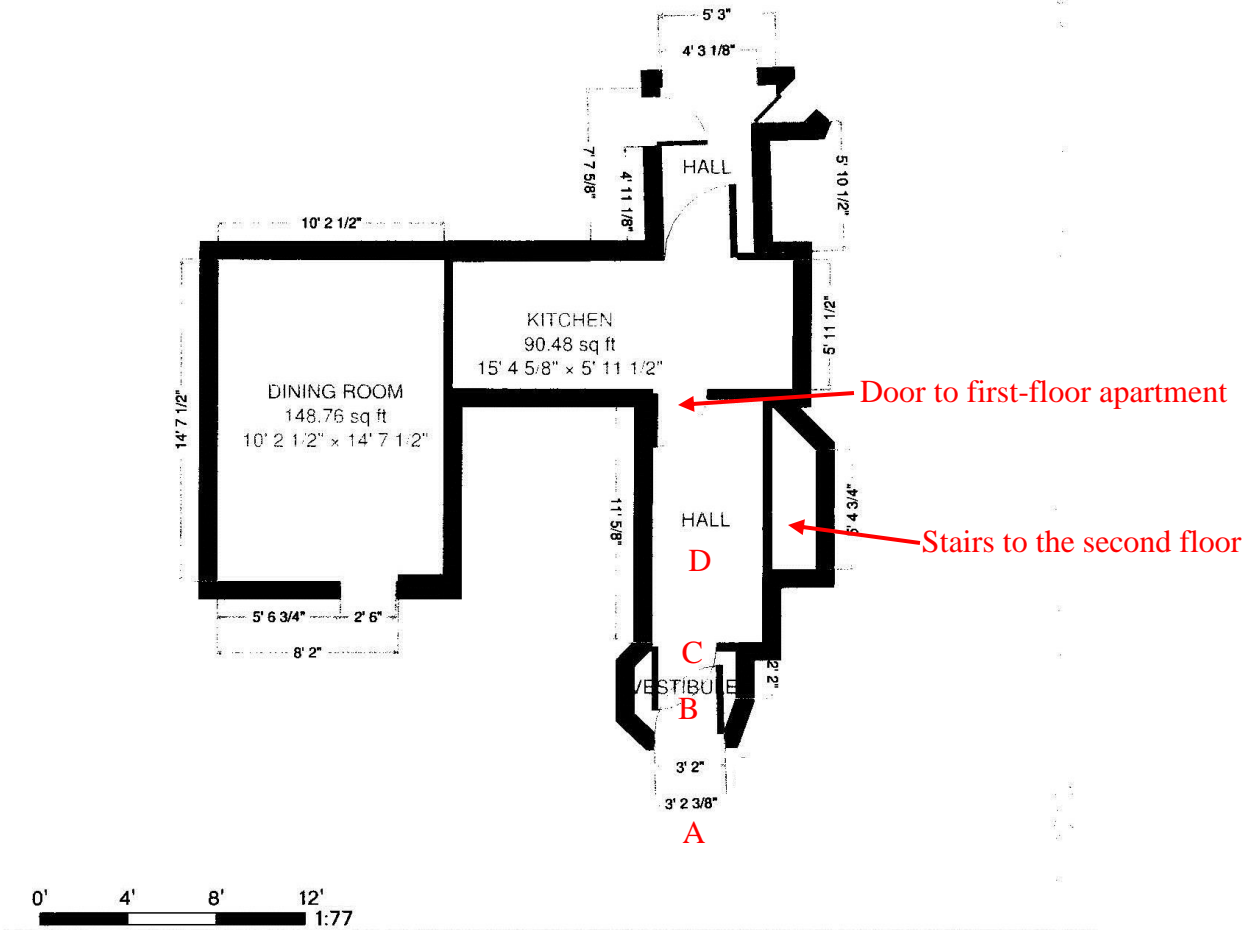 5' 3"
4' 3 1/8"
7' 7 5/8"
4' 11 1/8"
HALL
5' 10 1/2"
10' 2 1/2"
KITCHEN
90.48 sq ft
15' 4 5/8" × 5' 11 1/2"
5' 11 1/2"
Door to first-floor apartment
DINING ROOM
148.76 sq ft
10' 2 1/2" × 14' 7 1/2"
14' 7 1/2"
11' 5/8"
HALL
D
4 3/4"
Stairs to the second floor
5' 6 3/4"
2' 6"
8' 2"
C
VESTIBULE
B
2' 2"
3' 2"
3' 2 3/8"
A
0' 4' 8' 12'
1:77